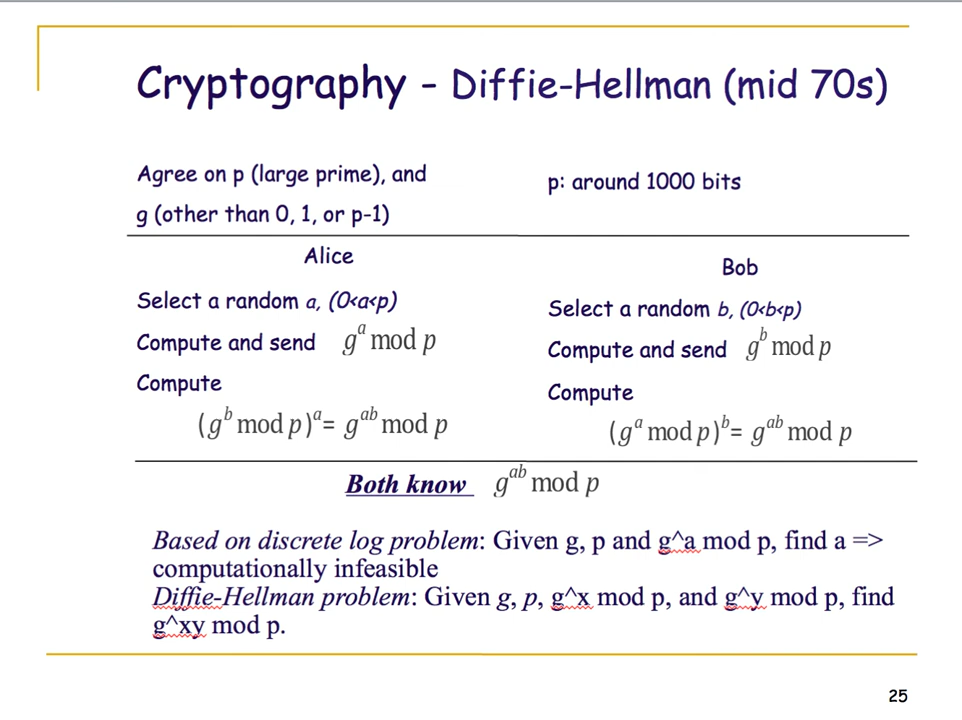 Cryptography - Diffie-Hellman (mid 70s)
Agree on p (large prime), and
g (other than 0, 1, or p-1)
p: around 1000 bits
Alice
Select a random a, (0<a<p)
Compute and send g^a mod p
Compute
(g^b mod p)^a = g^ab mod p
Bob
Select a random b, (0<b<p)
Compute and send g^b mod p
Compute
(g^a mod p)^b = g^ab mod p
Both know g^ab mod p
Based on discrete log problem: Given g, p and g^a mod p, find a =>
computationally infeasible
Diffie-Hellman problem: Given g, p, g^x mod p, and g^y mod p, find
g^xy mod p.
25